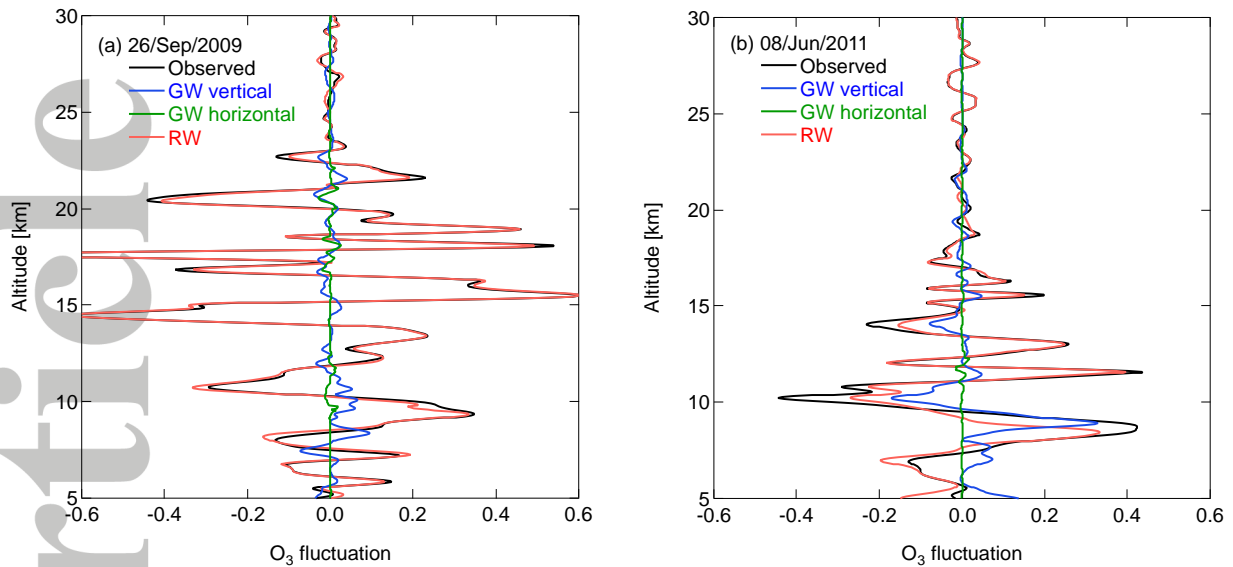 (a) 26/Sep/2009
Observed
GW vertical
GW horizontal
RW
30
25
20
15
10
5
Altitude [km]
-0.6 -0.4 -0.2 0.0 0.2 0.4 0.6
O3 fluctuation
(b) 08/Jun/2011
Observed
GW vertical
GW horizontal
RW
30
25
20
15
10
5
Altitude [km]
-0.6 -0.4 -0.2 0.0 0.2 0.4 0.6
O3 fluctuation
rticle